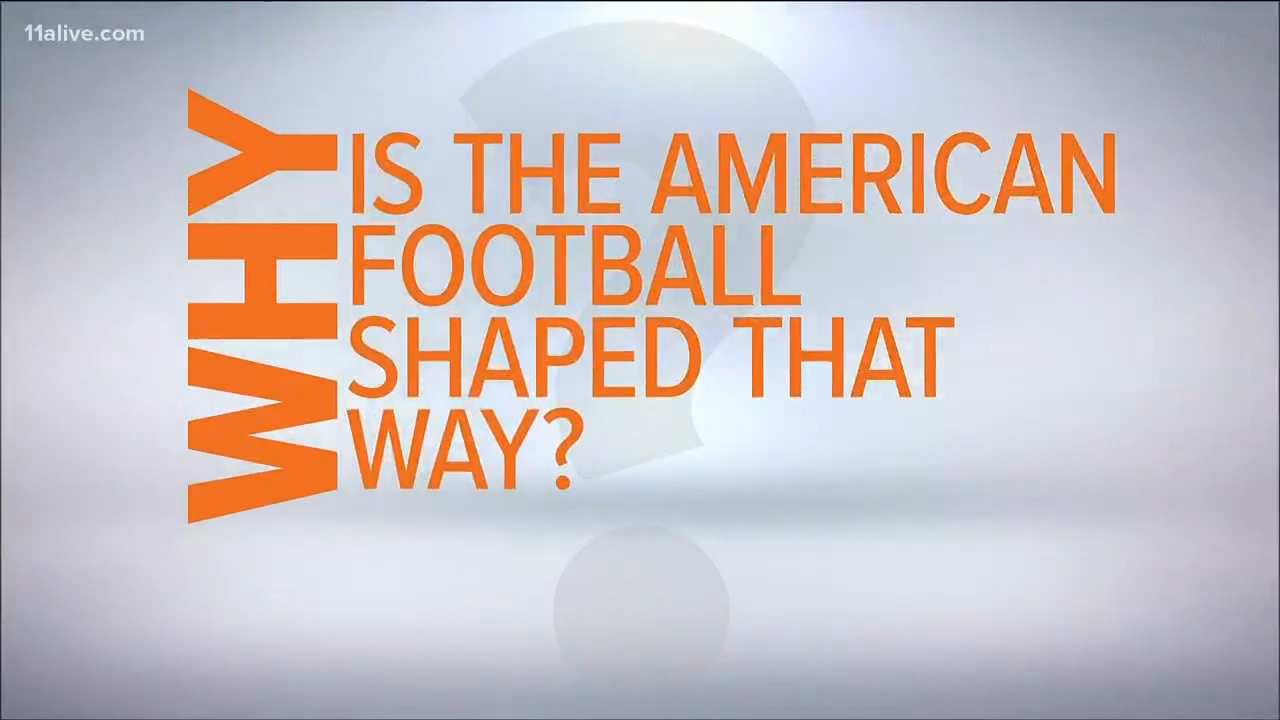 11alive.com
WHY
IS THE AMERICAN
FOOTBALL
SHAPED THAT
WAY?